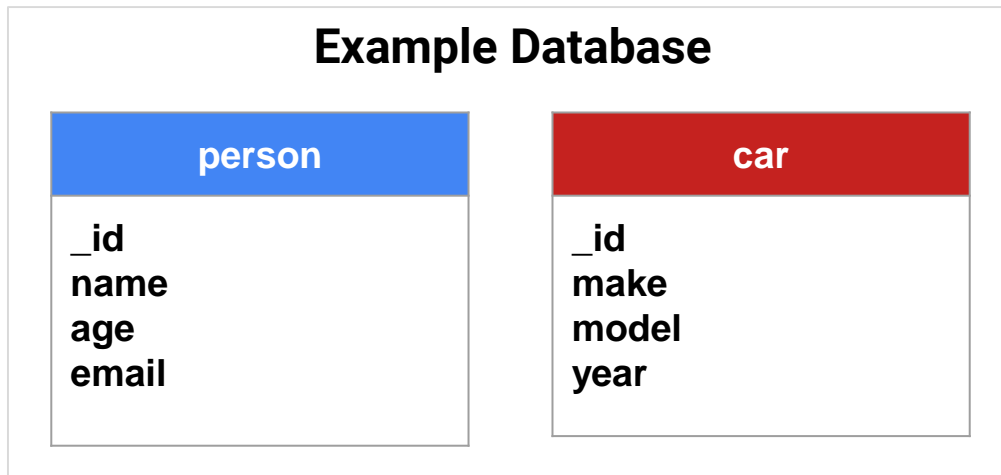 Example Database
person
_id
name
age
email
car
_id
make
model
year